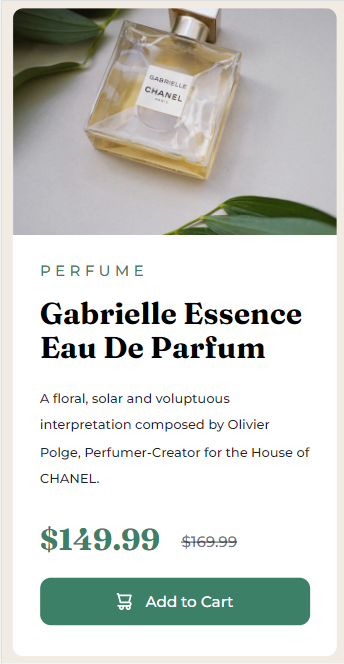 GABRIELLE
CHANEL
PARIS
PERFUME
Gabrielle Essence
Eau De Parfum
A floral, solar and voluptuous
interpretation composed by Olivier
Polge, Perfumer-Creator for the House of
CHANEL.
$149.99 $169.99
Add to Cart